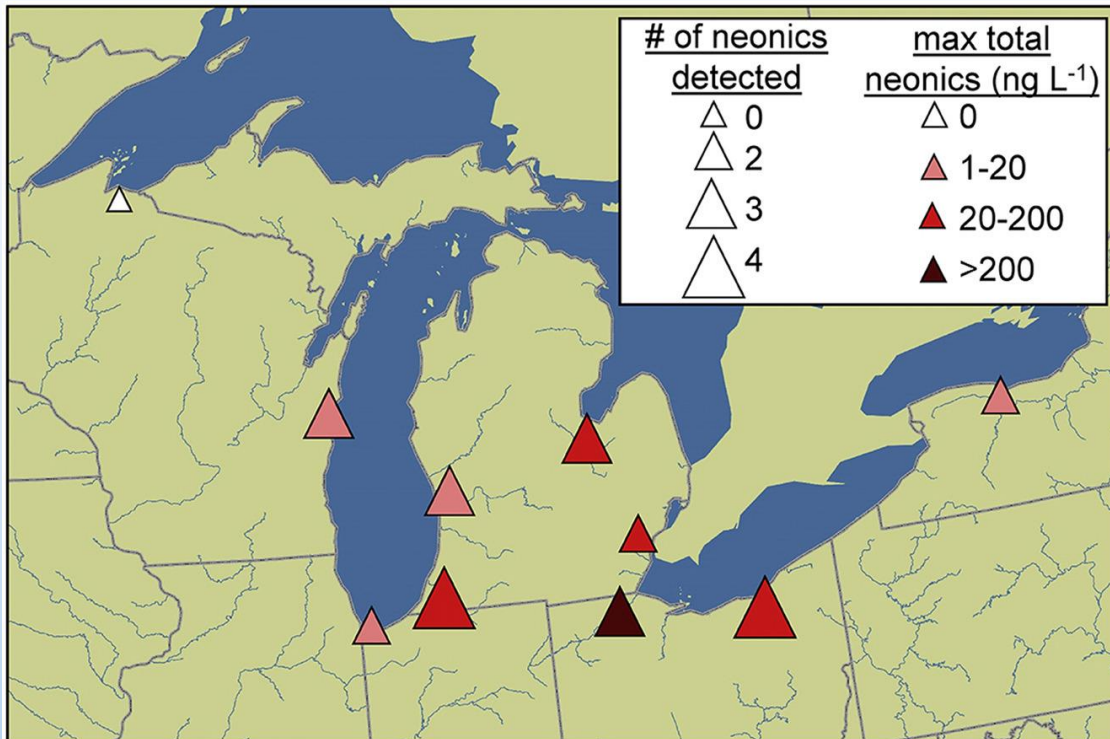 # of neonics
detected
0
2
3
4
max total
neonics (ng L-1)
0
1-20
20-200
>200